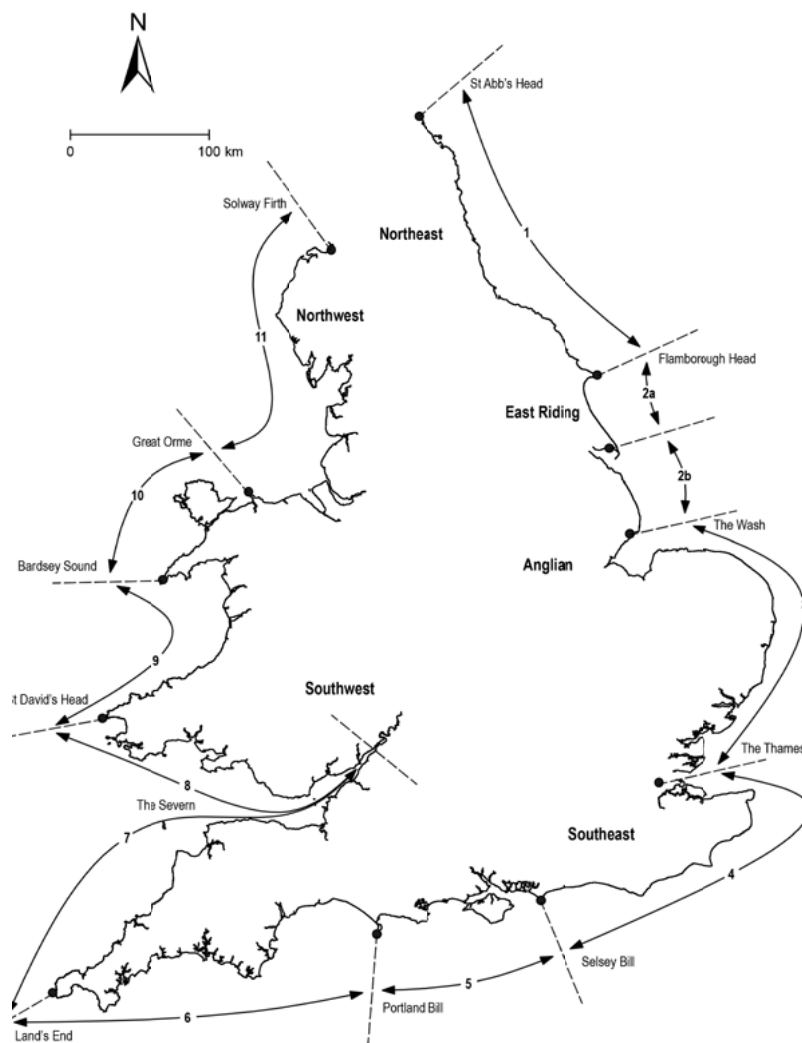 N
St Abb's Head
0 100 km
Solway Firth
Northeast
1
Northwest
11
Flamborough Head
2a
East Riding
Great Orme
2b
10
The Wash
Bardsey Sound
Anglian
9
Southwest
t David's Head
The Thames
8
The Severn
7
Southeast
4
Selsey Bill
5
Portland Bill
6
Land's End